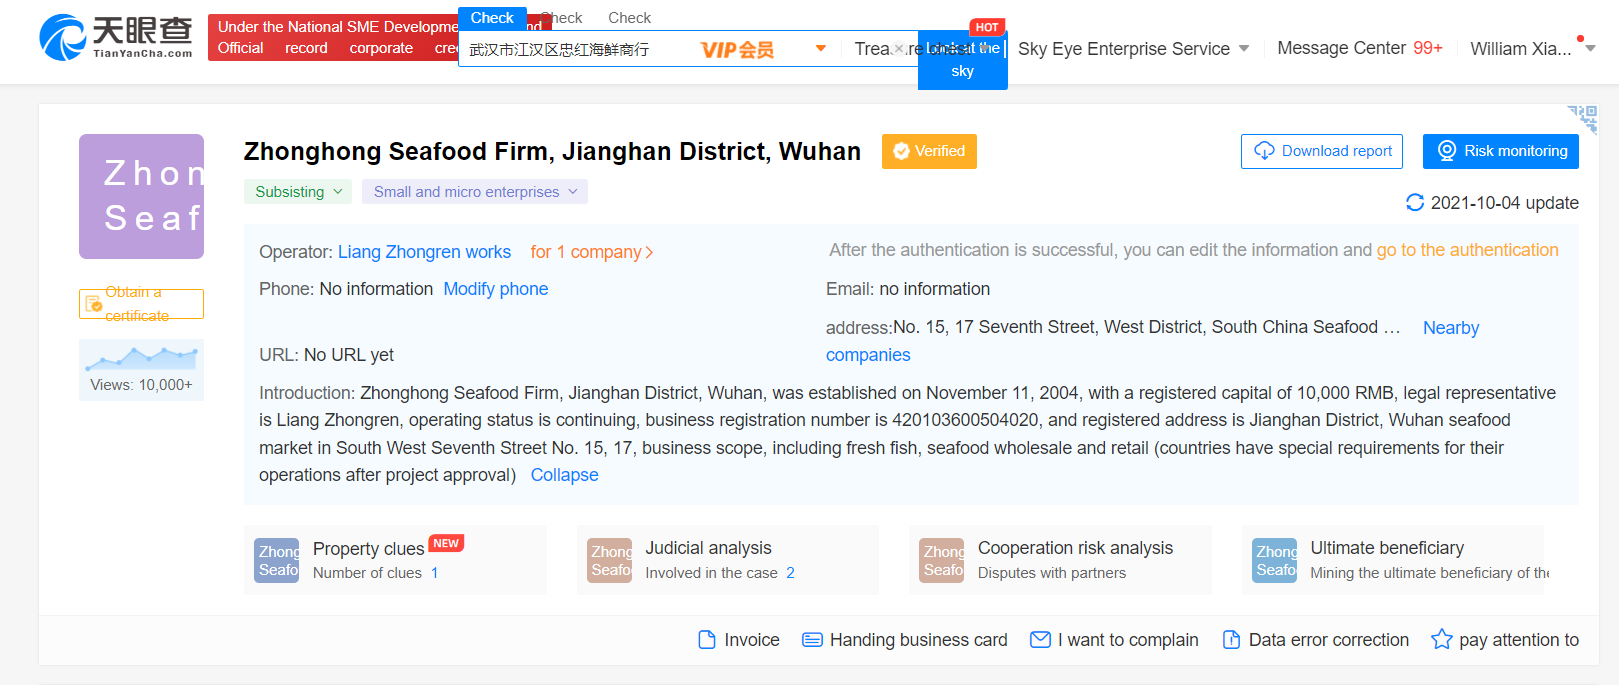 天眼查
TianYanCha.com
Under the National SME Developme nd
Official record corporate cre
Check Check Check
武汉市江汉区忠红海鲜商行
VIP会员
HOT
Look at the
sky
Sky Eye Enterprise Service
Message Center 99+
William Xia...
Zhon
Seaf
Zhonghong Seafood Firm, Jianghan District, Wuhan
Verified
Download report
Risk monitoring
Subsisting
Small and micro enterprises
2021-10-04 update
Obtain a
certificate
Views: 10,000+
Operator: Liang Zhongren works for 1 company
After the authentication is successful, you can edit the information and go to the authentication
Phone: No information Modify phone
Email: no information
address:No. 15, 17 Seventh Street, West District, South China Seafood ... Nearby
companies
URL: No URL yet
Introduction: Zhonghong Seafood Firm, Jianghan District, Wuhan, was established on November 11, 2004, with a registered capital of 10,000 RMB, legal representative
is Liang Zhongren, operating status is continuing, business registration number is 420103600504020, and registered address is Jianghan District, Wuhan seafood
market in South West Seventh Street No. 15, 17, business scope, including fresh fish, seafood wholesale and retail (countries have special requirements for their
operations after project approval) Collapse
Zhong
Seafo
Property clues NEW
Number of clues 1
Zhong
Seafo
Judicial analysis
Involved in the case 2
Zhong
Seafo
Cooperation risk analysis
Disputes with partners
Zhong
Seafo
Ultimate beneficiary
Mining the ultimate beneficiary of the
Invoice
Handing business card
I want to complain
Data error correction
pay attention to